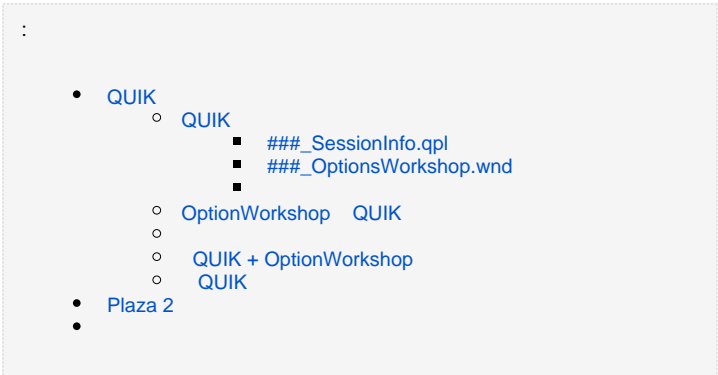 :
QUIK
QUIK
###_SessionInfo.qpl
###_OptionsWorkshop.wnd
OptionWorkshop QUIK
QUIK + OptionWorkshop
QUIK
Plaza 2